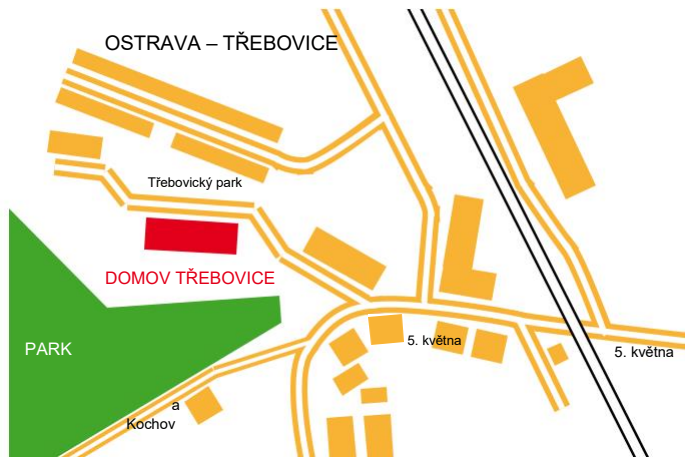 OSTRAVA – TŘEBOVICE
Třebovický park
DOMOV TŘEBOVICE
PARK
5. května
5. května
a
Kochov